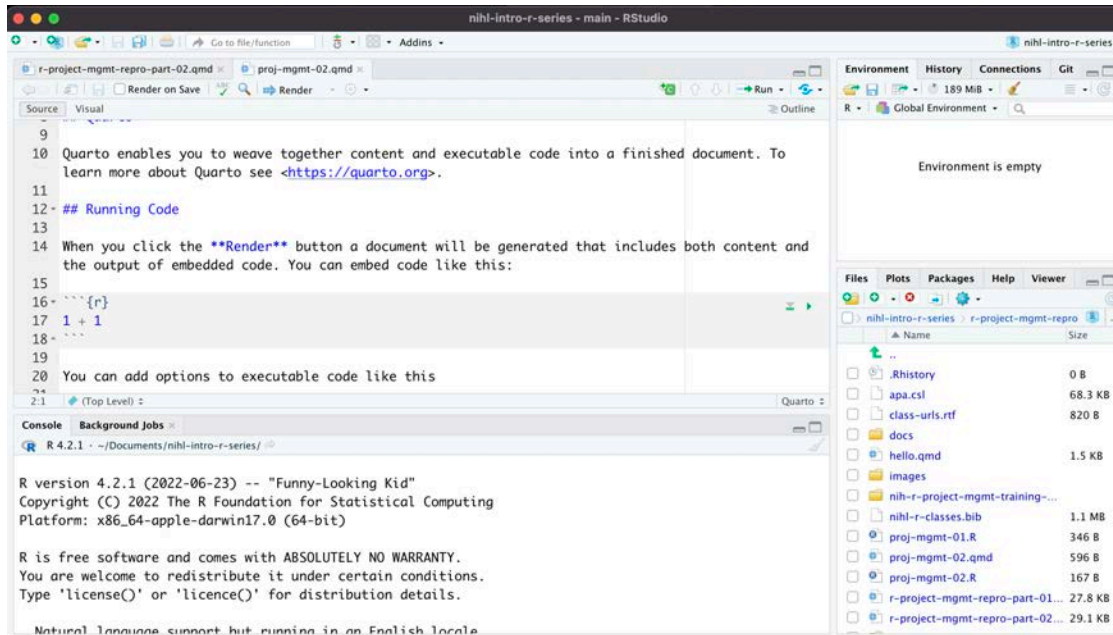 nihl-intro-r-series - main - RStudio
Go to file/function
Addins
nihl-intro-r-series
r-project-mgmt-repro-part-02.qmd
proj-mgmt-02.qmd
Render on Save
Render
Run
Source
Visual
Outline
9
10 Quarto enables you to weave together content and executable code into a finished document. To
learn more about Quarto see <https://quarto.org>.
11
12 ## Running Code
13
14 When you click the **Render** button a document will be generated that includes both content and
the output of embedded code. You can embed code like this:
15
16 ```{r}
17 1 + 1
18 ```
19
20 You can add options to executable code like this
2:1
(Top Level)
Quarto
Console
Background Jobs
R 4.2.1 · ~/Documents/nihl-intro-r-series/
R version 4.2.1 (2022-06-23) -- "Funny-Looking Kid"
Copyright (C) 2022 The R Foundation for Statistical Computing
Platform: x86_64-apple-darwin17.0 (64-bit)
R is free software and comes with ABSOLUTELY NO WARRANTY.
You are welcome to redistribute it under certain conditions.
Type 'license()' or 'licence()' for distribution details.
Natural language support but running in an English locale
Environment
History
Connections
Git
189 MiB
R
Global Environment
Environment is empty
Files
Plots
Packages
Help
Viewer
nihl-intro-r-series
r-project-mgmt-repro
Name
Size
..
.Rhistory 0 B
apa.csl 68.3 KB
class-urls.rtf 820 B
docs
hello.qmd 1.5 KB
images
nih-r-project-mgmt-training-...
nihl-r-classes.bib 1.1 MB
proj-mgmt-01.R 346 B
proj-mgmt-02.qmd 596 B
proj-mgmt-02.R 167 B
r-project-mgmt-repro-part-01... 27.8 KB
r-project-mgmt-repro-part-02... 29.1 KB